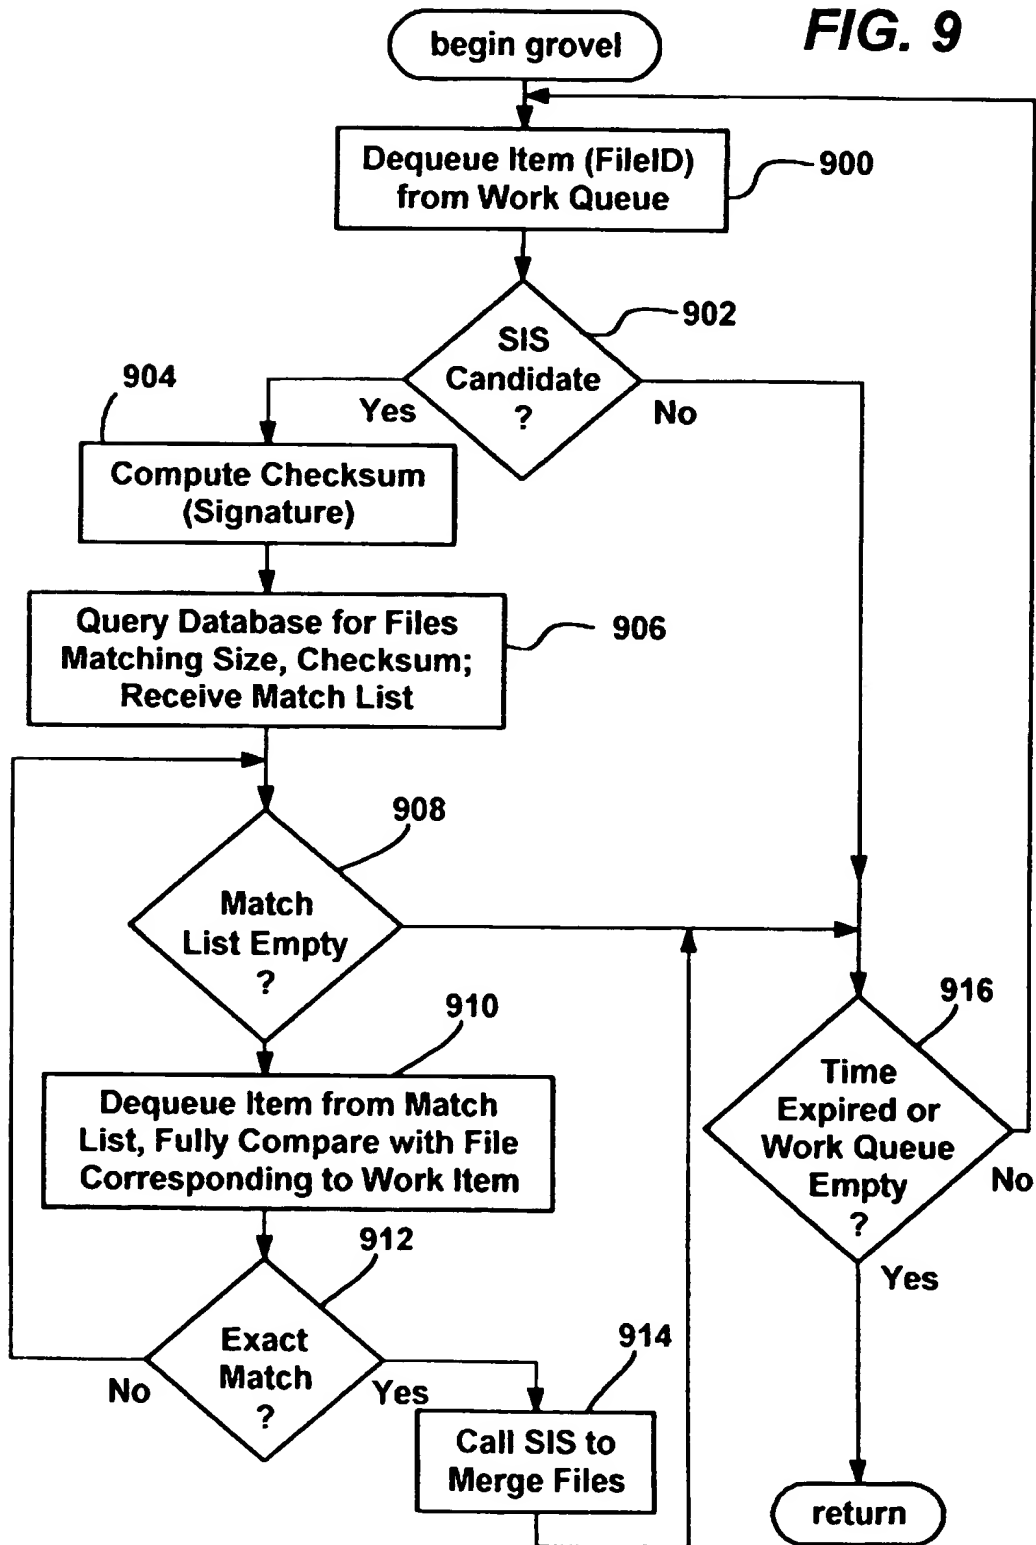 FIG. 9
begin grovel
Dequeue Item (FileID)
from Work Queue
900
SIS
Candidate
?
902
Yes
No
904
Compute Checksum
(Signature)
Query Database for Files
Matching Size, Checksum;
Receive Match List
906
Match
List Empty
?
908
910
Dequeue Item from Match
List, Fully Compare with File
Corresponding to Work Item
916
Time
Expired or
Work Queue
Empty
?
No
Yes
912
Exact
Match
?
No
Yes
914
Call SIS to
Merge Files
return